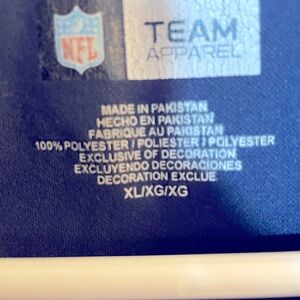 NFL
TEAM
APPAREL
MADE IN PAKISTAN
HECHO EN PAKISTAN
FABRIQUE AU PAKISTAN
100% POLYESTER / POLIESTER / POLYESTER
EXCLUSIVE OF DECORATION
EXCLUYENDO DECORACIONES
DECORATION EXCLUE
XL/XG/XG